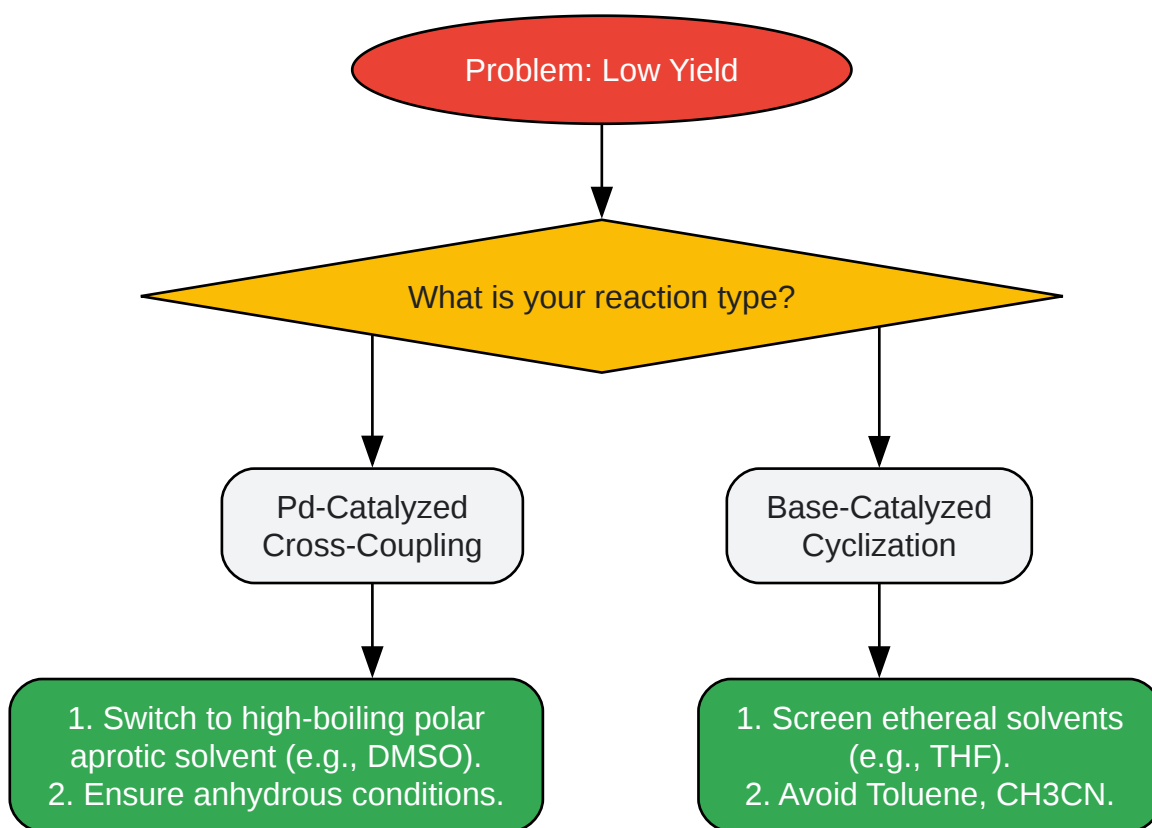 Problem: Low Yield
What is your reaction type?
Pd-Catalyzed
Cross-Coupling
Base-Catalyzed
Cyclization
1. Switch to high-boiling polar
aprotic solvent (e.g., DMSO).
2. Ensure anhydrous conditions.
1. Screen ethereal solvents
(e.g., THF).
2. Avoid Toluene, CH3CN.